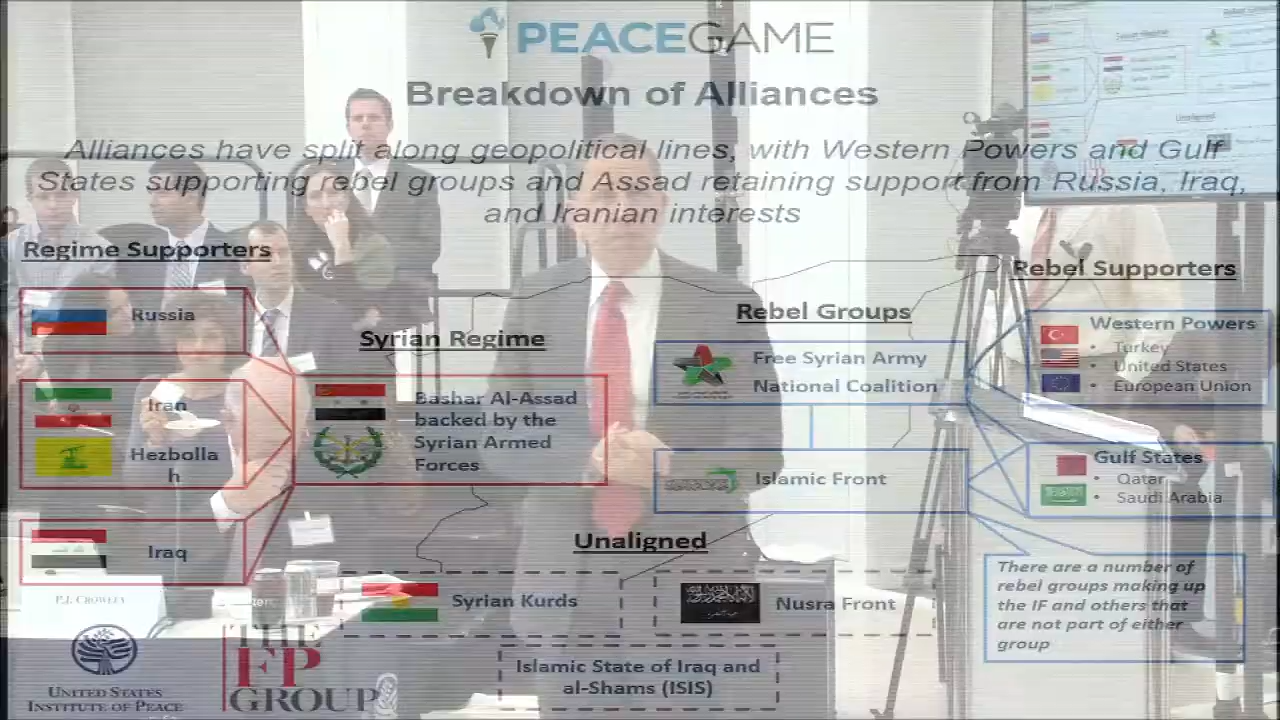 PEACEGAME
Breakdown of Alliances
Alliances have split along geopolitical lines, with Western Powers and Gulf
States supporting rebel groups and Assad retaining support from Russia, Iraq,
and Iranian interests
Regime Supporters
Russia
Iran
Hezbolla
h
Iraq
Syrian Regime
Bashar Al-Assad
backed by the
Syrian Armed
Forces
Rebel Groups
Free Syrian Army
National Coalition
Islamic Front
Rebel Supporters
Western Powers
• Turkey
• United States
• European Union
Gulf States
• Qatar
• Saudi Arabia
There are a number of
rebel groups making up
the IF and others that
are not part of either
group
Unaligned
Syrian Kurds
Nusra Front
Islamic State of Iraq and
al-Shams (ISIS)
P.J. CROWLEY
UNITED STATES
INSTITUTE OF PEACE
THE
FP
GROUP